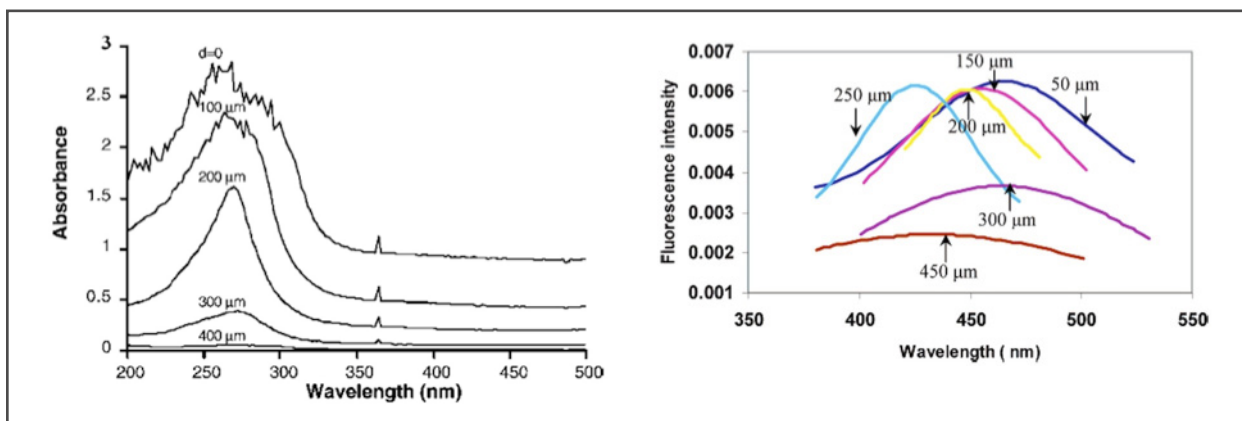 3
2.5
2
1.5
1
0.5
0
d=0
100 µm
200 µm
300 µm
400 µm
200 250 300 350 400 450 500
Wavelength (nm)
Absorbance
0.007
0.006
0.005
0.004
0.003
0.002
0.001
250 µm
150 µm
50 µm
200 µm
300 µm
450 µm
350 400 450 500 550
Wavelength ( nm)
Fluorescence intensity